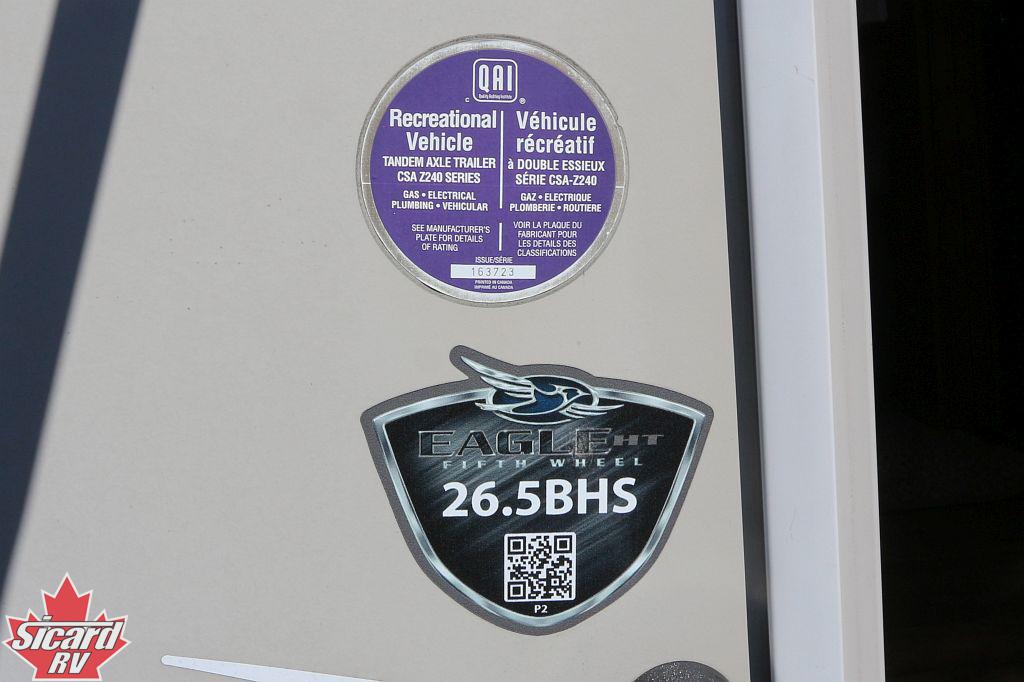 QAI
Quality Auditing Institute
C ®
Recreational
Vehicle
TANDEM AXLE TRAILER
CSA Z240 SERIES
GAS • ELECTRICAL
PLUMBING • VEHICULAR
SEE MANUFACTURER'S
PLATE FOR DETAILS
OF RATING
Véhicule
récréatif
à DOUBLE ESSIEUX
SÉRIE CSA-Z240
GAZ • ELECTRIQUE
PLOMBERIE • ROUTIERE
VOIR LA PLAQUE DU
FABRICANT POUR
LES DETAILS DES
CLASSIFICATIONS
ISSUE/SÉRIE
163723
PRINTED IN CANADA
IMPRIMÉ AU CANADA
EAGLE HT
FIFTH WHEEL
26.5BHS
P2
Sicard
RV